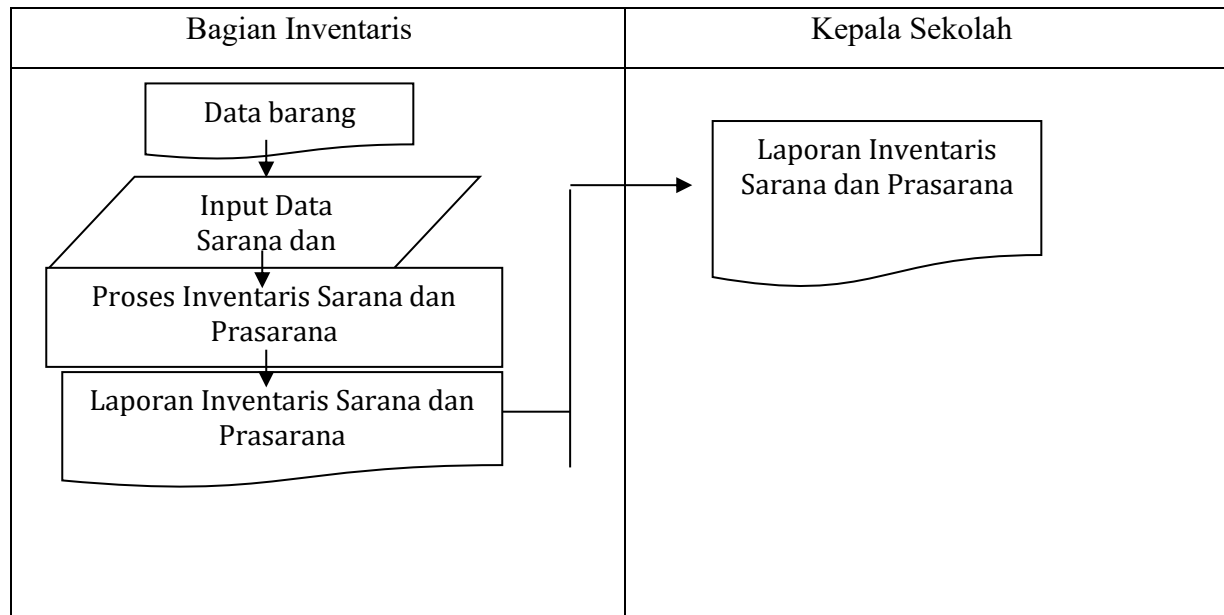 Bagian Inventaris
Kepala Sekolah
Data barang
Input Data
Sarana dan
Proses Inventaris Sarana dan
Prasarana
Laporan Inventaris Sarana dan
Prasarana
Laporan Inventaris
Sarana dan Prasarana